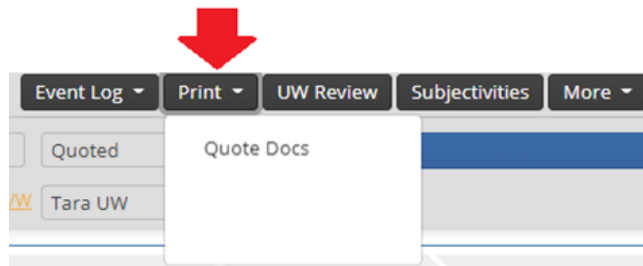 Event Log Print UW Review Subjectivities More
Quoted Quote Docs
Tara UW